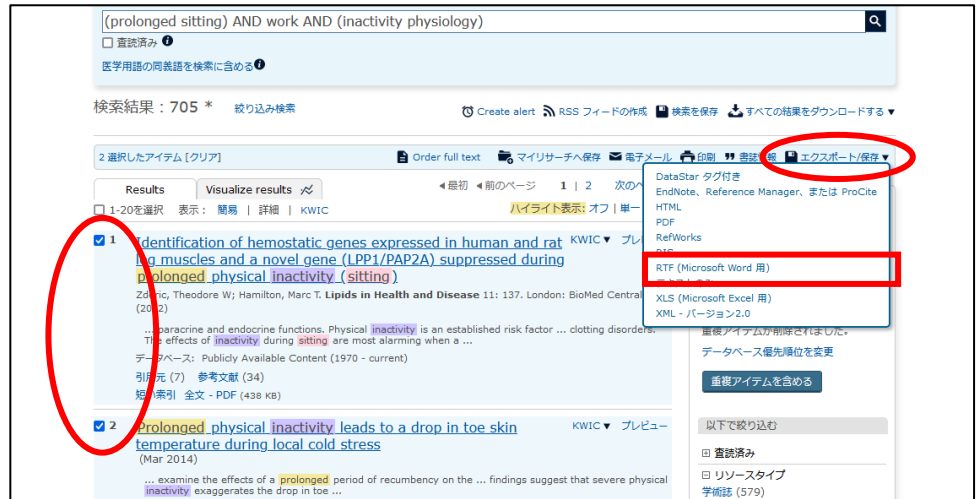 (prolonged sitting) AND work AND (inactivity physiology)
査読済み
医学用語の同義語を検索に含める
検索結果：705 * 絞り込み検索
Create alert RSS フィードの作成 検索を保存 すべての結果をダウンロードする ▼
2 選択したアイテム [クリア] Order full text マイリサーチへ保存 電子メール 印刷 書誌情報 エクスポート/保存 ▼
DataStar タグ付き
EndNote、Reference Manager、または ProCite
HTML
PDF
RefWorks
RTF (Microsoft Word 用)
XLS (Microsoft Excel 用)
XML - バージョン2.0
Results Visualize results
最初 前のページ 1 | 2 次のペ
1-20を選択 表示： 簡易 | 詳細 | KWIC ハイライト表示: オフ | 単一
1 Identification of hemostatic genes expressed in human and rat KWIC ▼ プレ
leg muscles and a novel gene (LPP1/PAP2A) suppressed during
prolonged physical inactivity (sitting)
Zderic, Theodore W; Hamilton, Marc T. Lipids in Health and Disease 11: 137. London: BioMed Central
...paracrine and endocrine functions. Physical inactivity is an established risk factor ... clotting disorders.
The effects of inactivity during sitting are most alarming when a ...
データベース: Publicly Available Content (1970 - current)
引用元 (7) 参考文献 (34)
索引 全文 - PDF (438 KB)
重複アイテムが削除されました。
データベース優先順位を変更
重複アイテムを含める
2 Prolonged physical inactivity leads to a drop in toe skin KWIC ▼ プレビュー
temperature during local cold stress
(Mar 2014)
... examine the effects of a prolonged period of recumbency on the ... findings suggest that severe physical
inactivity exaggerates the drop in toe ...
以下で絞り込む
査読済み
リソースタイプ
学術誌 (579)